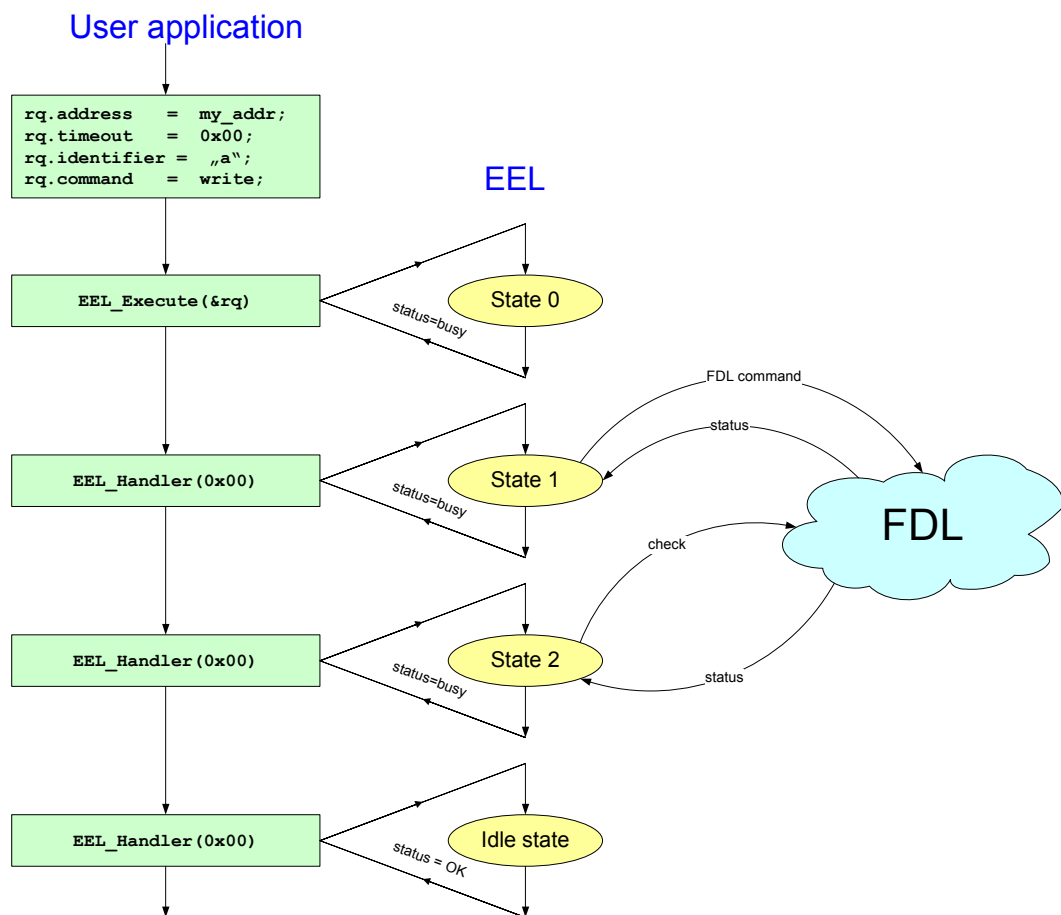 User application
rq.address   =  my_addr;
rq.timeout   =  0x00;
rq.identifier =  „a“;
rq.command   =  write;
EEL
EEL_Execute(&rq)
State 0
status=busy
FDL command
status
EEL_Handler(0x00)
State 1
status=busy
FDL
check
EEL_Handler(0x00)
State 2
status=busy
status
EEL_Handler(0x00)
Idle state
status = OK